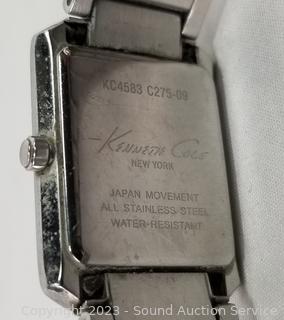 KC4583 C275-09
KENNETH COLE
NEW YORK
JAPAN MOVEMENT
ALL STAINLESS STEEL
WATER-RESISTANT
Copyright 2023 - Sound Auction Service